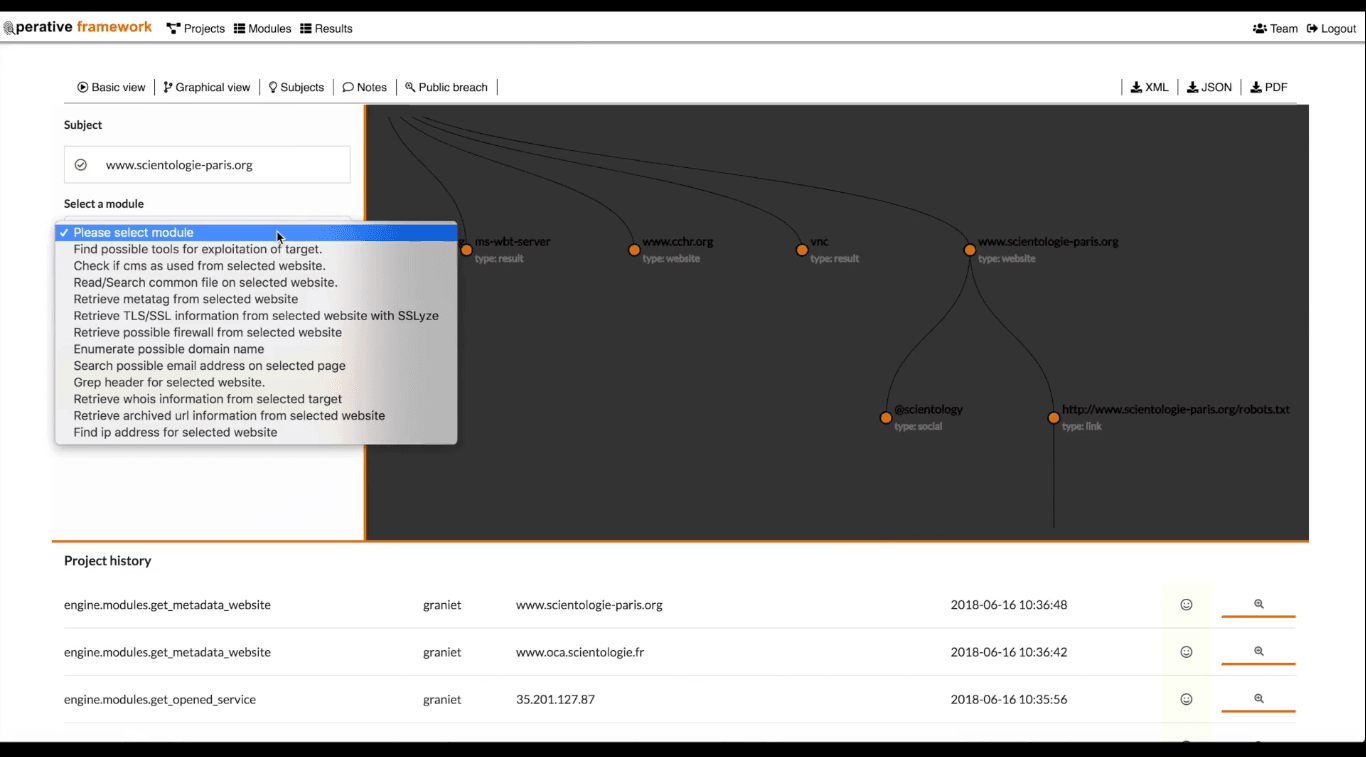 perative framework Projects Modules Results Team Logout
Basic view Graphical view Subjects Notes Public breach XML JSON PDF
Subject
www.scientologie-paris.org
Select a module
✓ Please select module
Find possible tools for exploitation of target.
Check if cms as used from selected website.
Read/Search common file on selected website.
Retrieve metatag from selected website
Retrieve TLS/SSL information from selected website with SSLyze
Retrieve possible firewall from selected website
Enumerate possible domain name
Search possible email address on selected page
Grep header for selected website.
Retrieve whois information from selected target
Retrieve archived url information from selected website
Find ip address for selected website
ms-wbt-server
type: result
www.cchr.org
type: website
vnc
type: result
www.scientologie-paris.org
type: website
@scientology
type: social
http://www.scientologie-paris.org/robots.txt
type: link
Project history
engine.modules.get_metadata_website graniet www.scientologie-paris.org 2018-06-16 10:36:48
engine.modules.get_metadata_website graniet www.oca.scientologie.fr 2018-06-16 10:36:42
engine.modules.get_opened_service graniet 35.201.127.87 2018-06-16 10:35:56